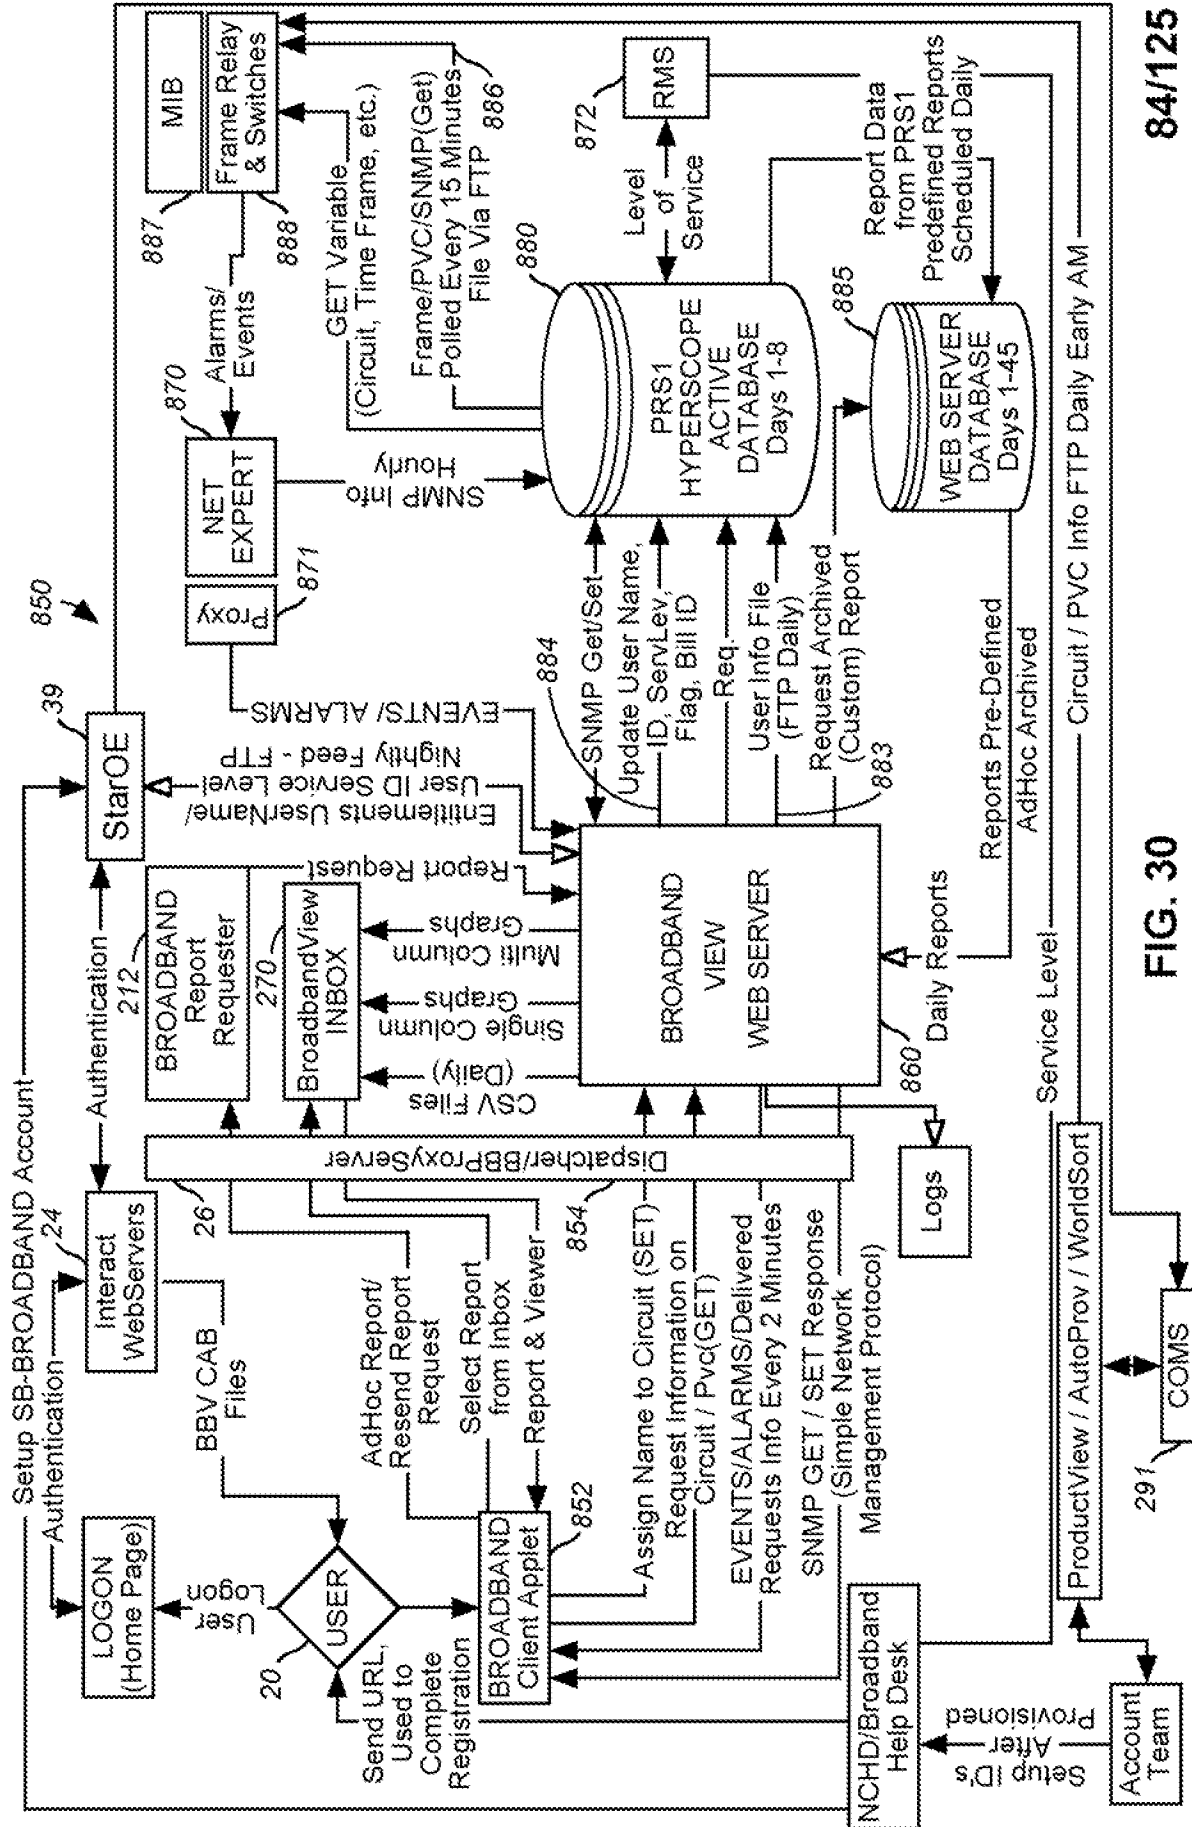 Setup SB-BROADBAND Account
Authentication
LOGON
(Home Page)
User
Logon
USER
20
Send URL,
Used to
Complete
Registration
24
Interact
WebServers
BBV CAB
Files
Authentication
StarOE
39
850
AdHoc Report/
Resend Report
Request
Select Report
from Inbox
Report & Viewer
BROADBAND
Client Applet
852
26
Dispatcher/BBProxyServer
854
212
BROADBAND
Report
Requester
270
BroadbandView
INBOX
Report Request
Entitlements UserName/
User ID Service Level
Nightly Feed - FTP
EVENTS/ ALARMS
Proxy
871
NET
EXPERT
870
Alarms/
Events
MIB
887
Frame Relay
& Switches
888
886
GET Variable
(Circuit, Time Frame, etc.)
Frame/PVC/SNMP(Get)
Polled Every 15 Minutes
File Via FTP
SNMP Info
Hourly
CSV Files
(Daily)
Single Column
Graphs
Multi Column
Graphs
Assign Name to Circuit (SET)
Request Information on
Circuit / Pvc(GET)
EVENTS/ALARMS/Delivered
Requests Info Every 2 Minutes
SNMP GET / SET Response
(Simple Network
Management Protocol)
BROADBAND
VIEW
WEB SERVER
860
SNMP Get/Set
884
Update User Name,
ID, ServLev,
Flag, Bill ID
Req.
User Info File
(FTP Daily)
883
Request Archived
(Custom) Report
PRS1
HYPERSCOPE
ACTIVE
DATABASE
Days 1-8
880
Level
of
Service
RMS
872
Report Data
from PRS1
Predefined Reports
Scheduled Daily
WEB SERVER
DATABASE
Days 1-45
885
Logs
Daily Reports
Reports Pre-Defined
AdHoc Archived
NCHD/Broadband
Help Desk
Service Level
Setup ID's
After
Provisioned
Account
Team
ProductView / AutoProv / WorldSort
Circuit / PVC Info FTP Daily Early AM
COMS
291
FIG. 30
84/125